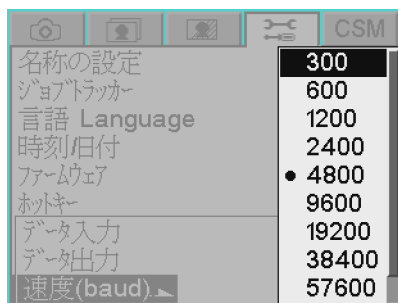 CSM
名称の設定
ジョブトラッカー
言語 Language
時刻/日付
ファームウェア
ホットキー
データ入力
データ出力
速度(baud)
300
600
1200
2400
4800
9600
19200
38400
57600